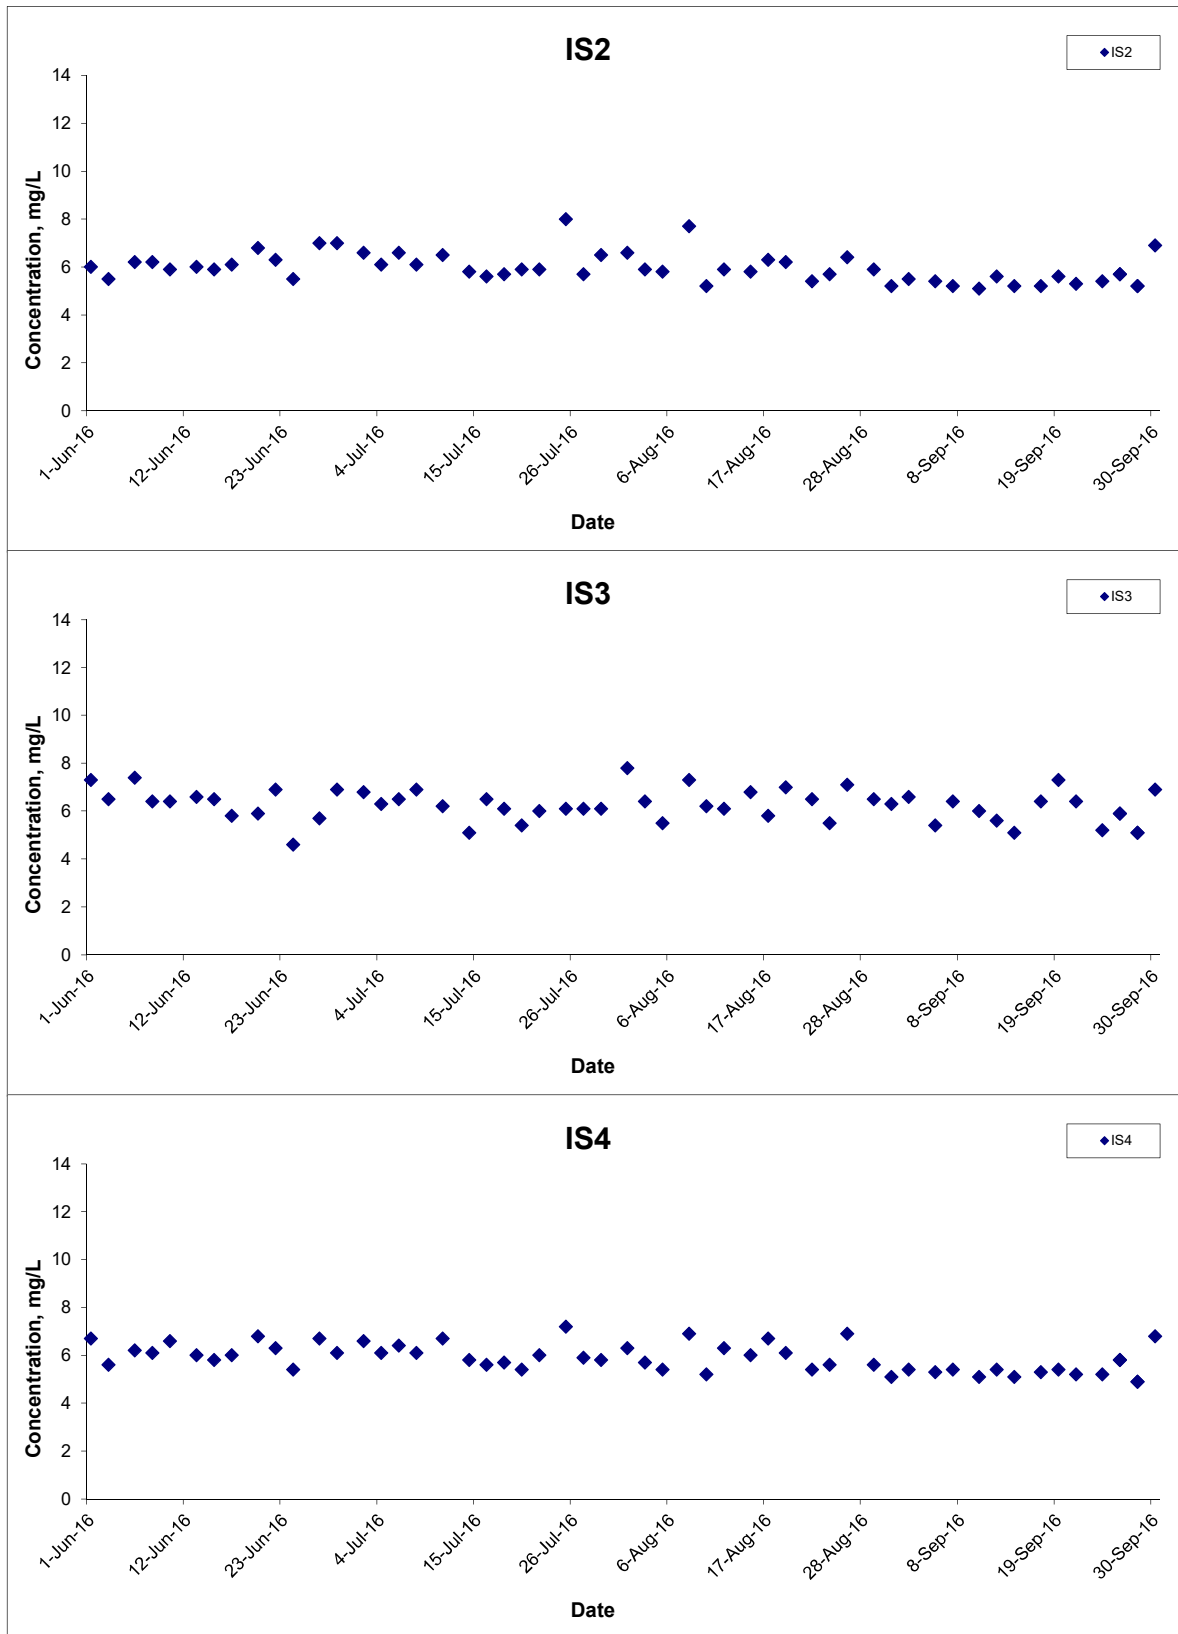 IS2
IS2
14
12
10
8
6
4
2
0
Concentration, mg/L
1-Jun-16
12-Jun-16
23-Jun-16
4-Jul-16
15-Jul-16
26-Jul-16
6-Aug-16
17-Aug-16
28-Aug-16
8-Sep-16
19-Sep-16
30-Sep-16
Date
IS3
IS3
14
12
10
8
6
4
2
0
Concentration, mg/L
1-Jun-16
12-Jun-16
23-Jun-16
4-Jul-16
15-Jul-16
26-Jul-16
6-Aug-16
17-Aug-16
28-Aug-16
8-Sep-16
19-Sep-16
30-Sep-16
Date
IS4
IS4
14
12
10
8
6
4
2
0
Concentration, mg/L
1-Jun-16
12-Jun-16
23-Jun-16
4-Jul-16
15-Jul-16
26-Jul-16
6-Aug-16
17-Aug-16
28-Aug-16
8-Sep-16
19-Sep-16
30-Sep-16
Date